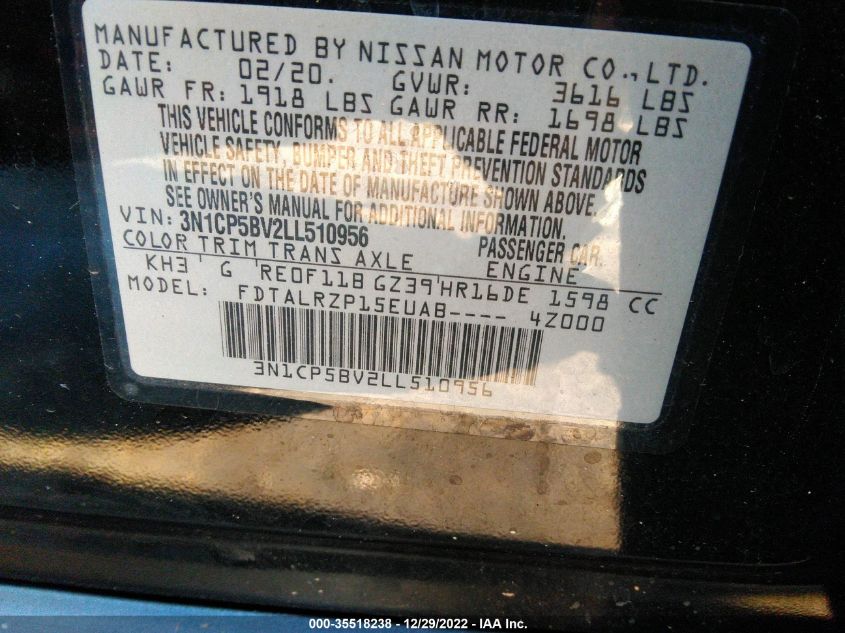 MANUFACTURED BY NISSAN MOTOR CO.,LTD.
DATE: 02/20. GVWR: 3616 LBS
GAWR FR: 1918 LBS GAWR RR: 1698 LBS
THIS VEHICLE CONFORMS TO ALL APPLICABLE FEDERAL MOTOR
VEHICLE SAFETY, BUMPER AND THEFT PREVENTION STANDARDS
IN EFFECT ON THE DATE OF MANUFACTURE SHOWN ABOVE.
SEE OWNER'S MANUAL FOR ADDITIONAL INFORMATION.
VIN: 3N1CP5BV2LL510956 PASSENGER CAR.
COLOR TRIM TRANS AXLE ENGINE
KH3 ' G 'RE0F11B GZ39'HR16DE 1598 CC
MODEL: FDTALRZP15EUAB---- 4Z000
3N1CP5BV2LL510956
000-35518238 - 12/29/2022 - IAA Inc.